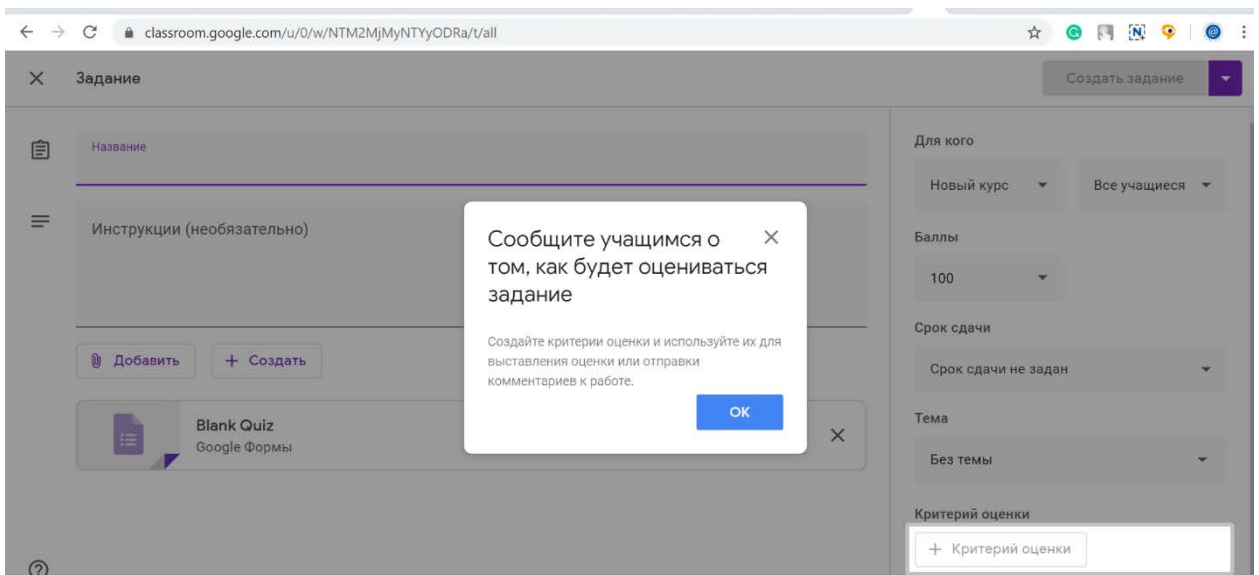 classroom.google.com/u/0/w/NTM2MjMyNTYyODRa/t/all
Задание
Создать задание
Название
Инструкции (необязательно)
Добавить
+ Создать
Blank Quiz
Google Формы
Сообщите учащимся о
том, как будет оцениваться
задание
Создайте критерии оценки и используйте их для
выставления оценки или отправки
комментариев к работе.
ОК
Для кого
Новый курс
Все учащиеся
Баллы
100
Срок сдачи
Срок сдачи не задан
Тема
Без темы
Критерий оценки
+ Критерий оценки